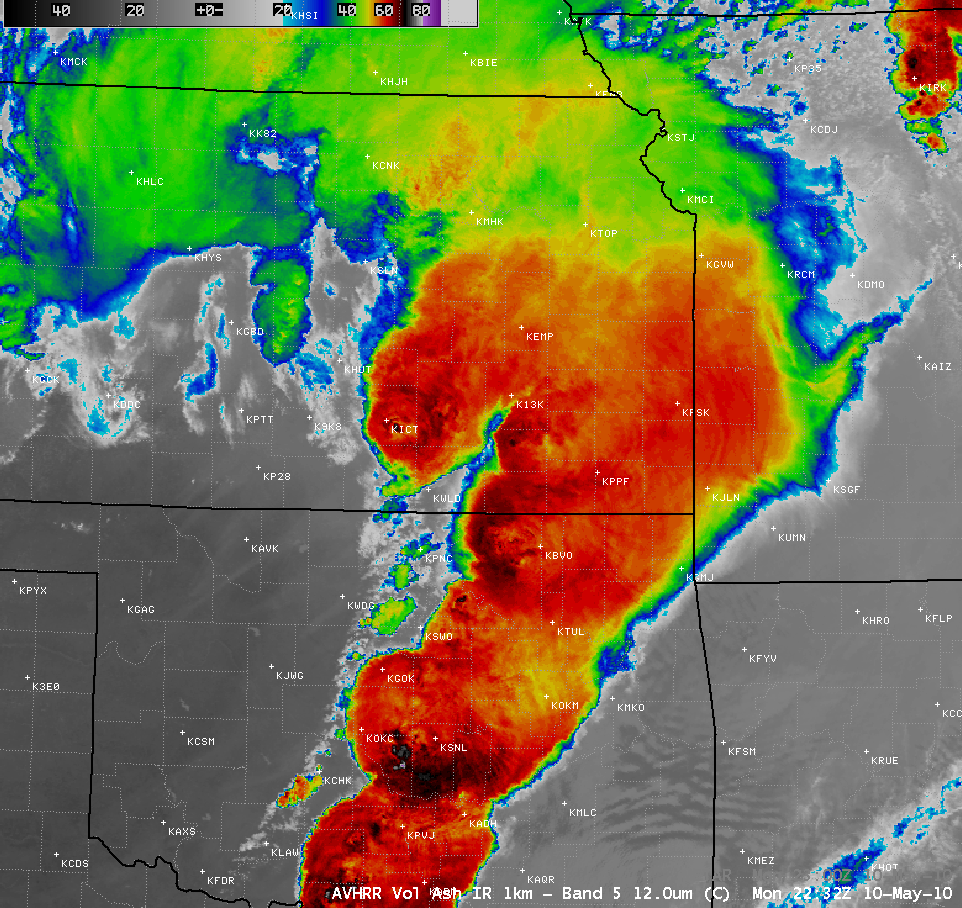 40 20 +0- 20 40 60 80
KHSI
KMCK
KBIE
KP35
KHJH
KIRK
KK82
KCDJ
KSTJ
KCNK
KHLC
KMCI
KMHK
KTOP
KHYS
KGVW
KSLN
KRCM
KDMO
KGBD
KEMP
KHUT
KAIZ
KGCK
KDDC
K13K
KPTT
K9K8
KICT
KP28
KPPF
KWLD
KJLN
KSGF
KUMN
KAVK
KBVO
KPNC
KGMJ
KPYX
KGAG
KWDG
KHRO
KFLP
KSWO
KTUL
KFYV
KJWG
KGOK
K3E0
KOKM
KMKO
KCSM
KOKC
KSNL
KFSM
KRUE
KCHK
KMLC
KAXS
KPVJ
KADH
KLAW
KCDS
KMEZ
KHOT
KFDR
KAQR
AVHRR Vol Ash IR 1km - Band 5 12.0um (C) Mon 22:32Z 10-May-10